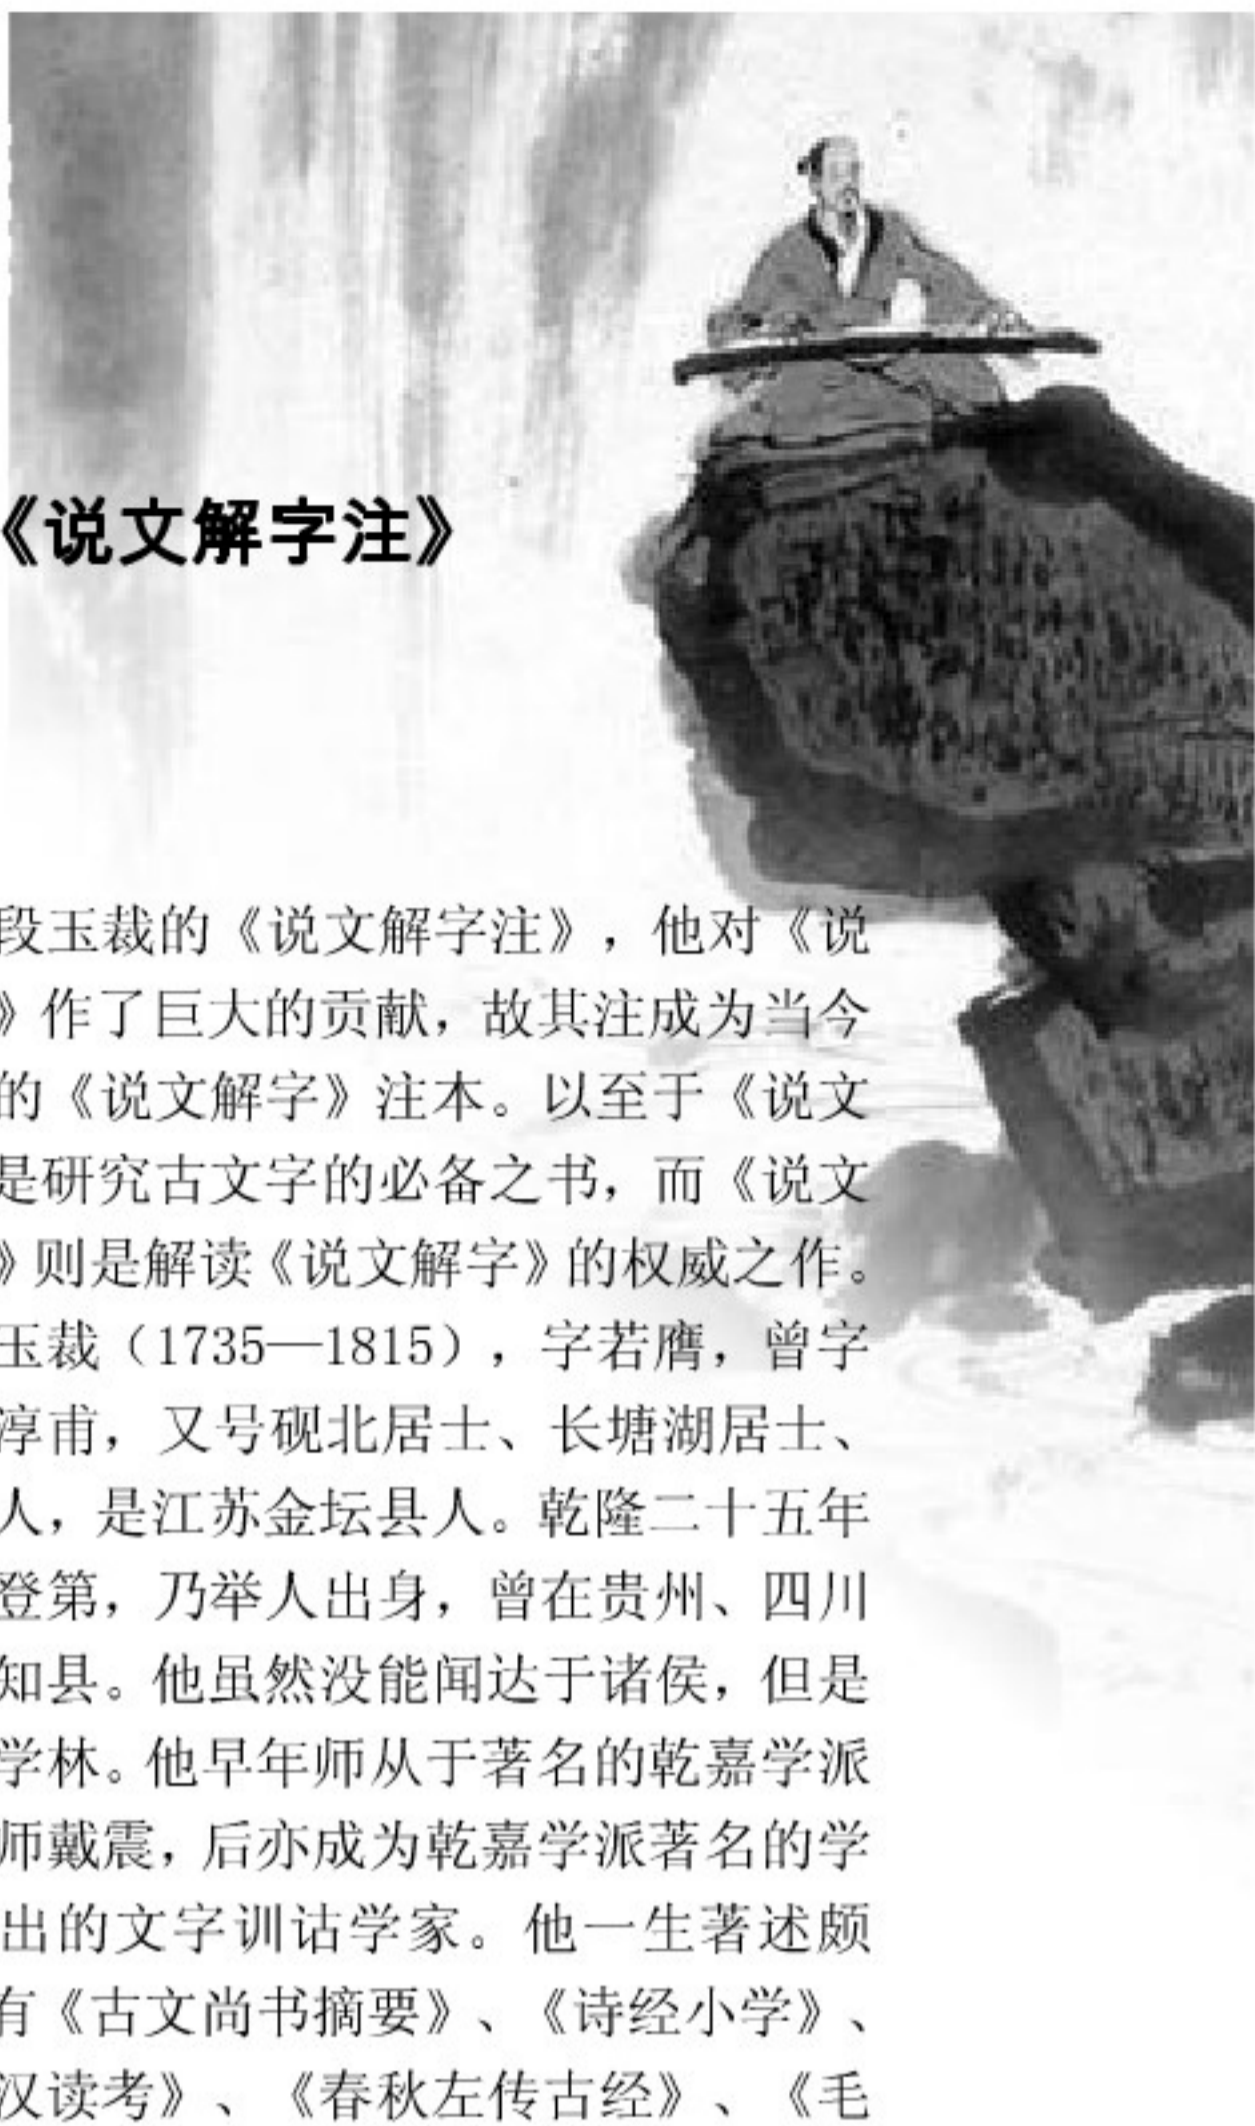 《说文解字注》
段玉裁的《说文解字注》，他对《说
》作了巨大的贡献，故其注成为当今
的《说文解字》注本。以至于《说文
是研究古文字的必备之书，而《说文
》则是解读《说文解字》的权威之作。
玉裁（1735—1815），字若膺，曾字
淳甫，又号砚北居士、长塘湖居士、
人，是江苏金坛县人。乾隆二十五年
登第，乃举人出身，曾在贵州、四川
知县。他虽然没能闻达于诸侯，但是
学林。他早年师从于著名的乾嘉学派
师戴震，后亦成为乾嘉学派著名的学
出的文字训诂学家。他一生著述颇
有《古文尚书摘要》、《诗经小学》、
汉读考》、《春秋左传古经》、《毛